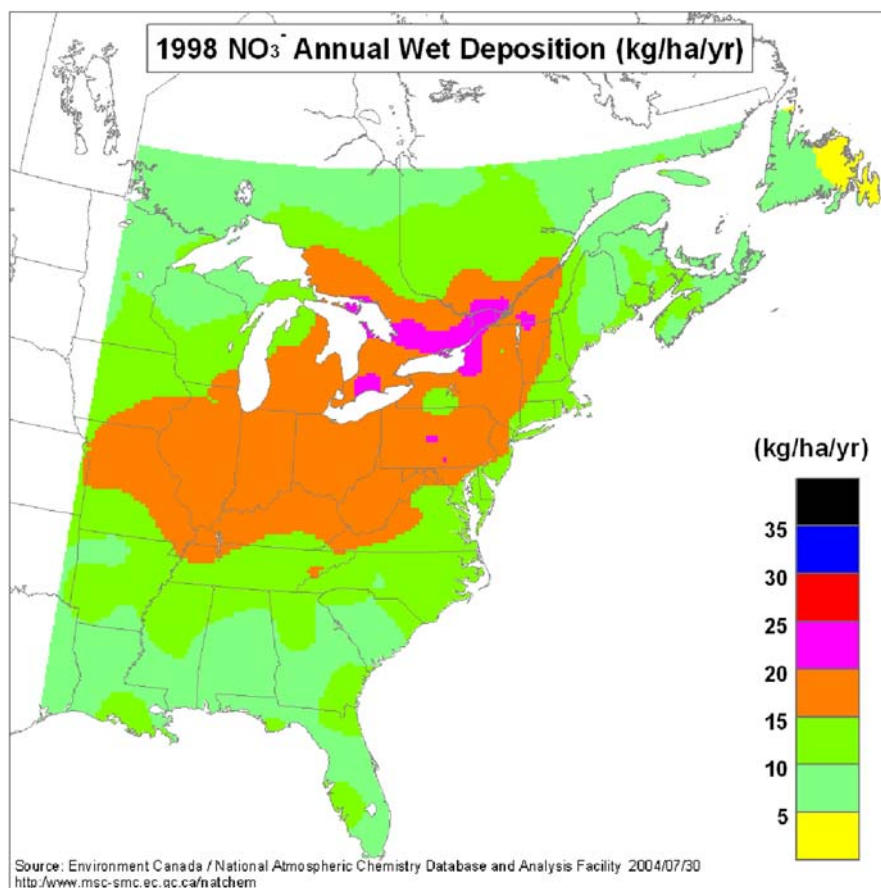 1998 NO₃⁻ Annual Wet Deposition (kg/ha/yr)
(kg/ha/yr)
35
30
25
20
15
10
5
Source: Environment Canada / National Atmospheric Chemistry Database and Analysis Facility 2004/07/30
http:/www.msc-smc.ec.gc.ca/natchem